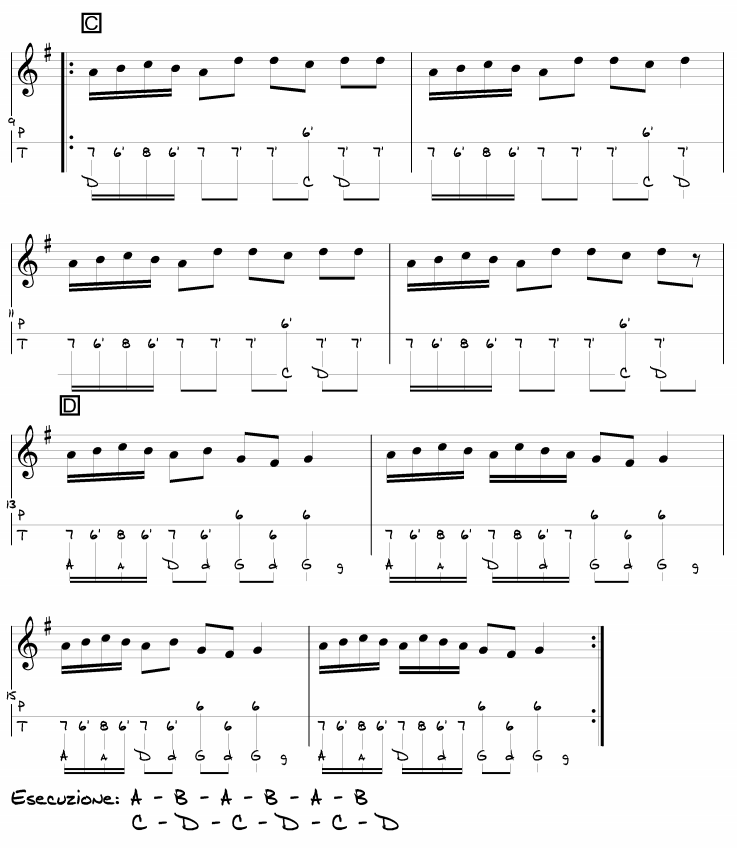 C
9
P 6' 6'
T 7 6' 8 6' 7 7' 7' 7' 7' 7 6' 8 6' 7 7' 7' 7'
D C D C D
11
P 6' 6'
T 7 6' 8 6' 7 7' 7' 7' 7' 7 6' 8 6' 7 7' 7' 7'
C D C D
D
13
P 6 6 6 6
T 7 6' 8 6' 7 6' 6 7 6' 8 6' 7 8 6' 7 6
A A D d G d G g A A D d G d G g
15
P 6 6 6 6
T 7 6' 8 6' 7 6' 6 7 6' 8 6' 7 8 6' 7 6
A A D d G d G g A A D d G d G g
Esecuzione: A - B - A - B - A - B
C - D - C - D - C - D